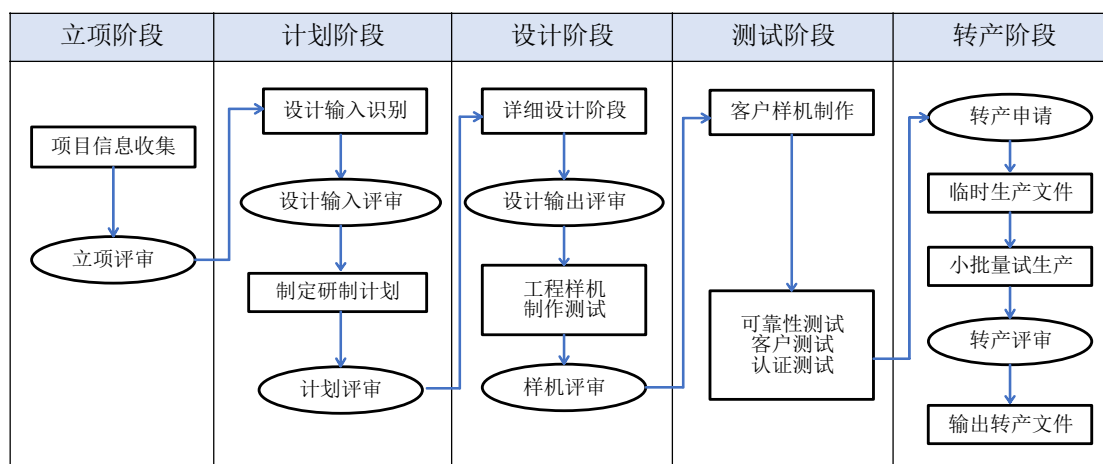 立项阶段
计划阶段
设计阶段
测试阶段
转产阶段
项目信息收集
立项评审
设计输入识别
设计输入评审
制定研制计划
计划评审
详细设计阶段
设计输出评审
工程样机
制作测试
样机评审
客户样机制作
可靠性测试
客户测试
认证测试
转产申请
临时生产文件
小批量试生产
转产评审
输出转产文件